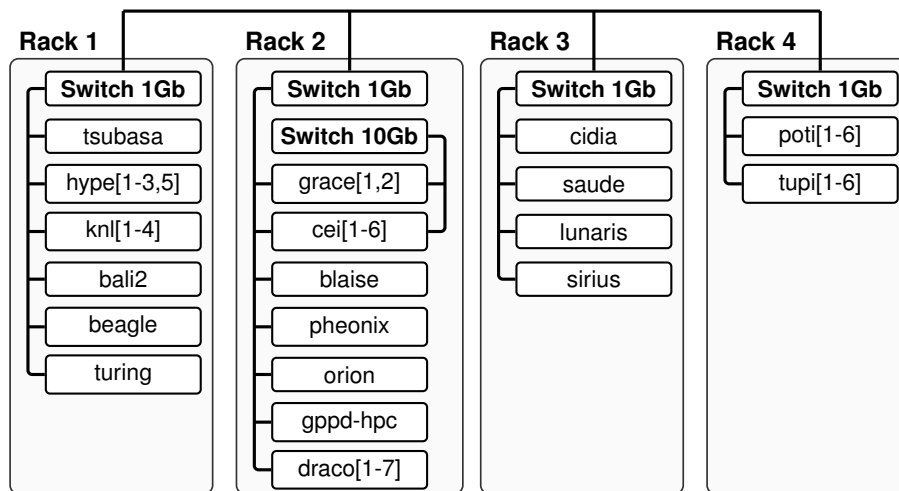 Rack 1
Switch 1Gb
tsubasa
hype[1-3,5]
knl[1-4]
bali2
beagle
turing
Rack 2
Switch 1Gb
Switch 10Gb
grace[1,2]
cei[1-6]
blaise
pheonix
orion
gppd-hpc
draco[1-7]
Rack 3
Switch 1Gb
cidia
saude
lunaris
sirius
Rack 4
Switch 1Gb
poti[1-6]
tupi[1-6]